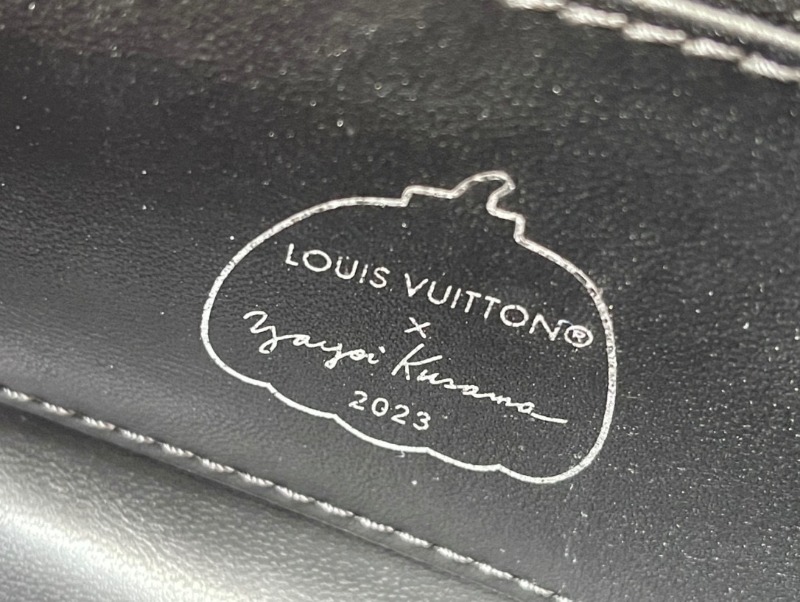 LOUIS VUITTON®
x
Yayoi Kusama
2023